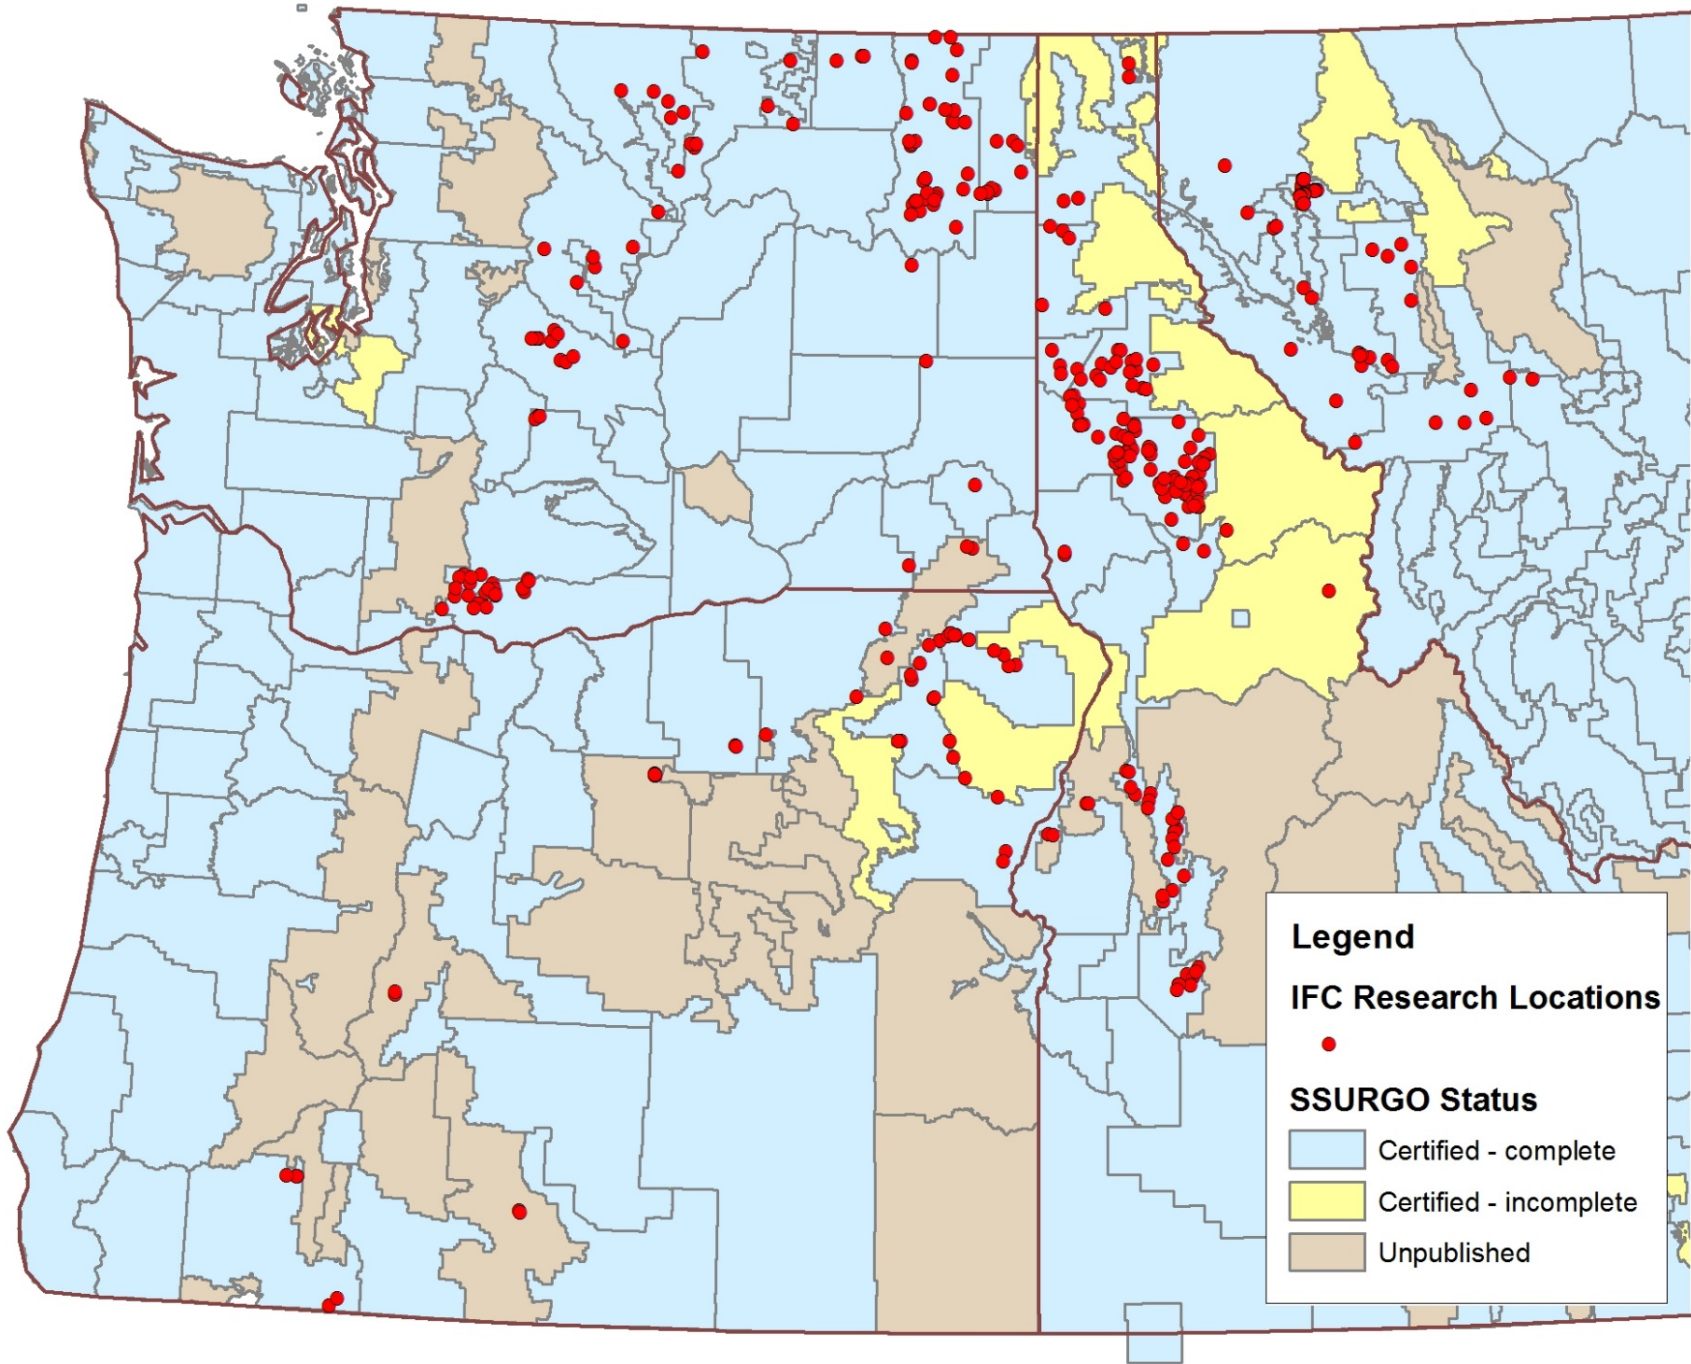 Legend
IFC Research Locations
SSURGO Status
Certified - complete
Certified - incomplete
Unpublished